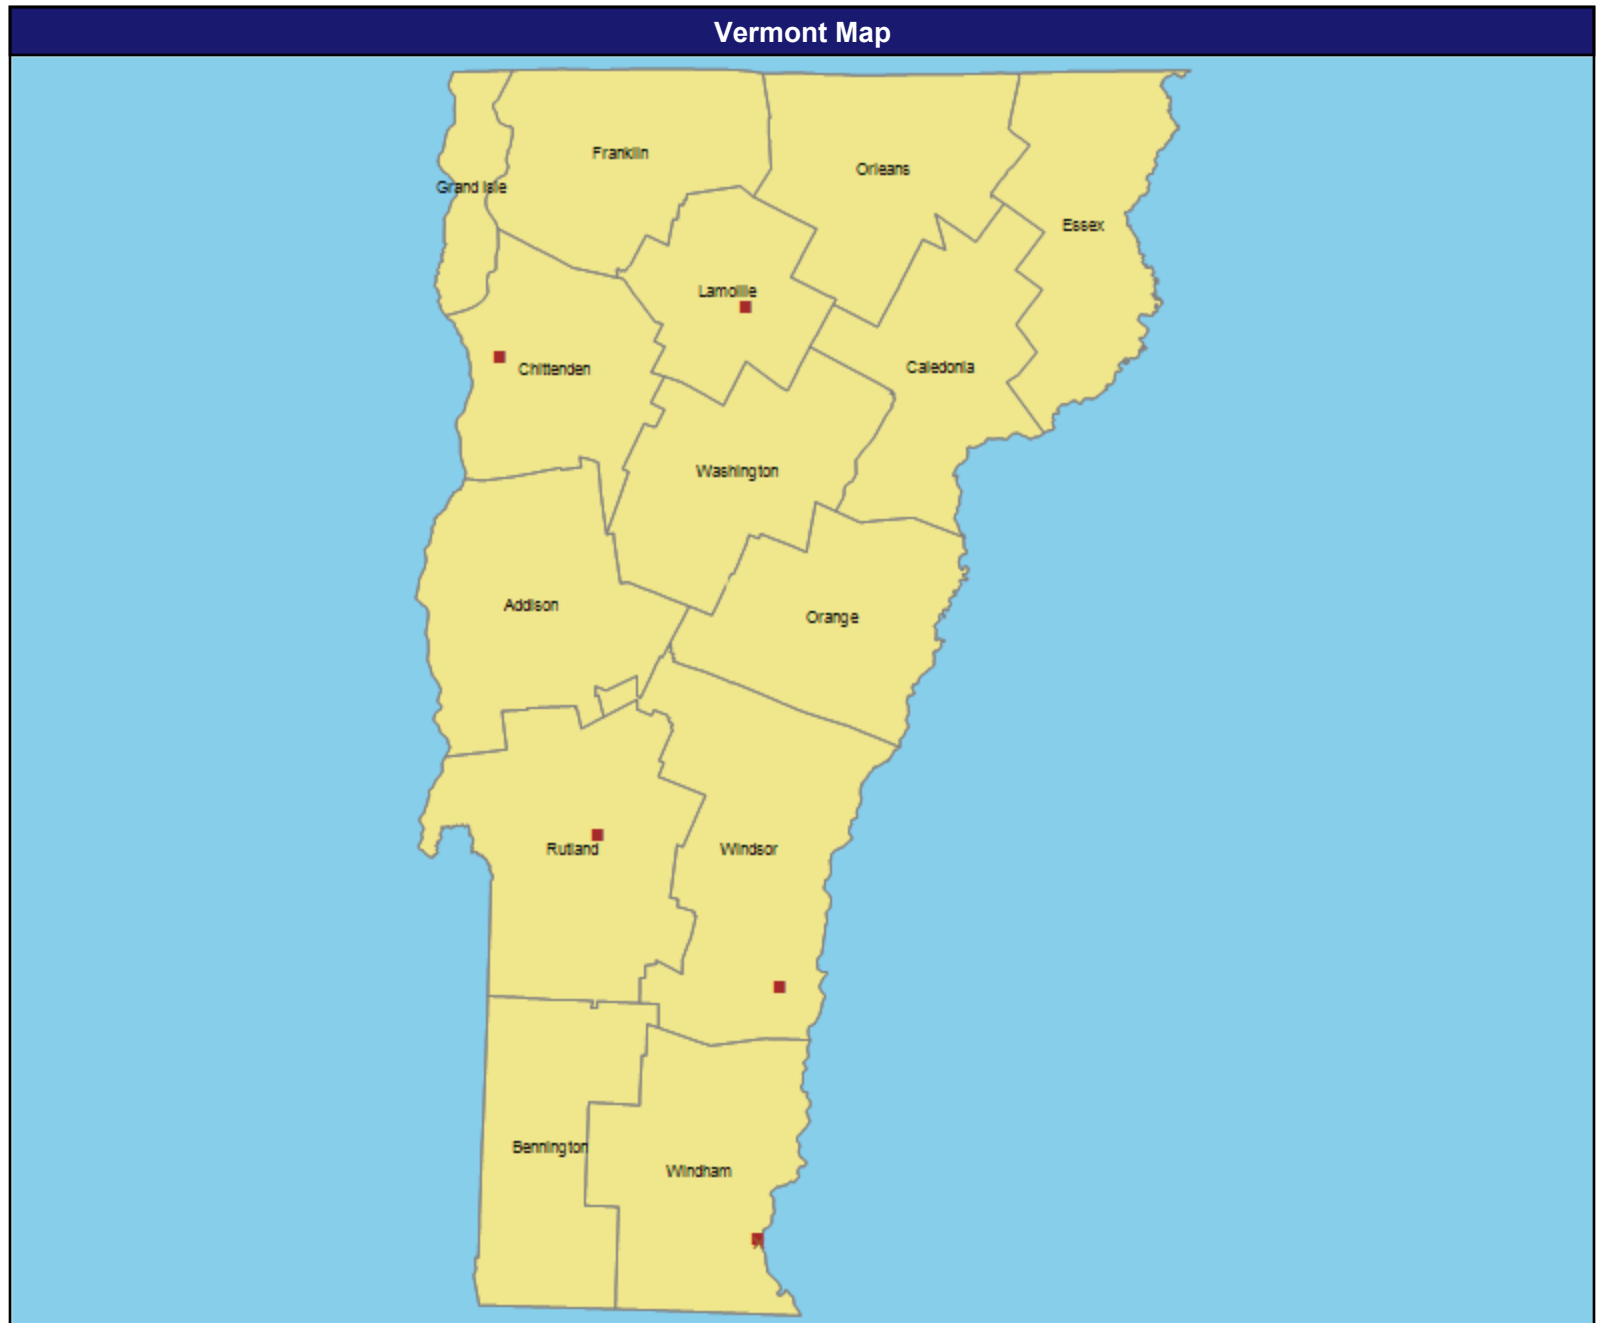 Vermont Map
Franklin
Orleans
Grand Isle
Essex
Lamoille
Chittenden
Caledonia
Washington
Addison
Orange
Rutland
Windsor
Bennington
Windham